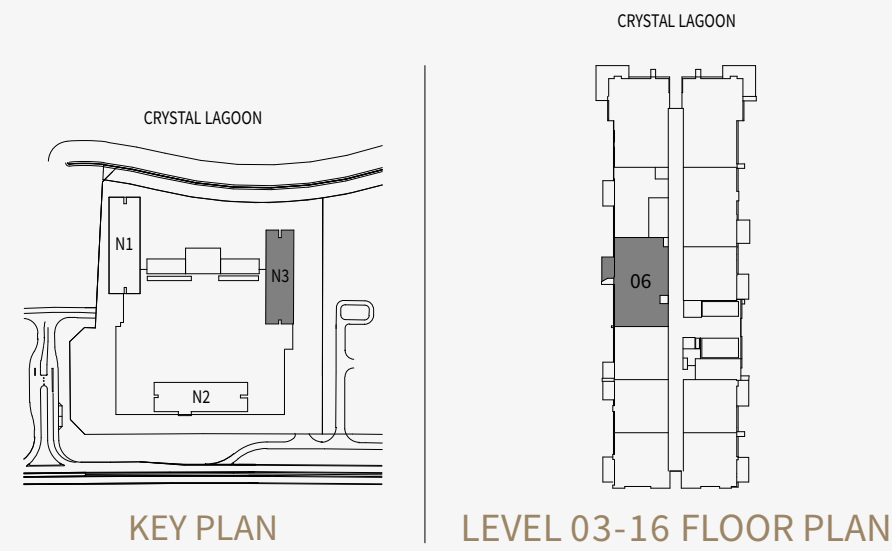 CRYSTAL LAGOON
N1
N3
N2
KEY PLAN
CRYSTAL LAGOON
06
LEVEL 03-16 FLOOR PLAN